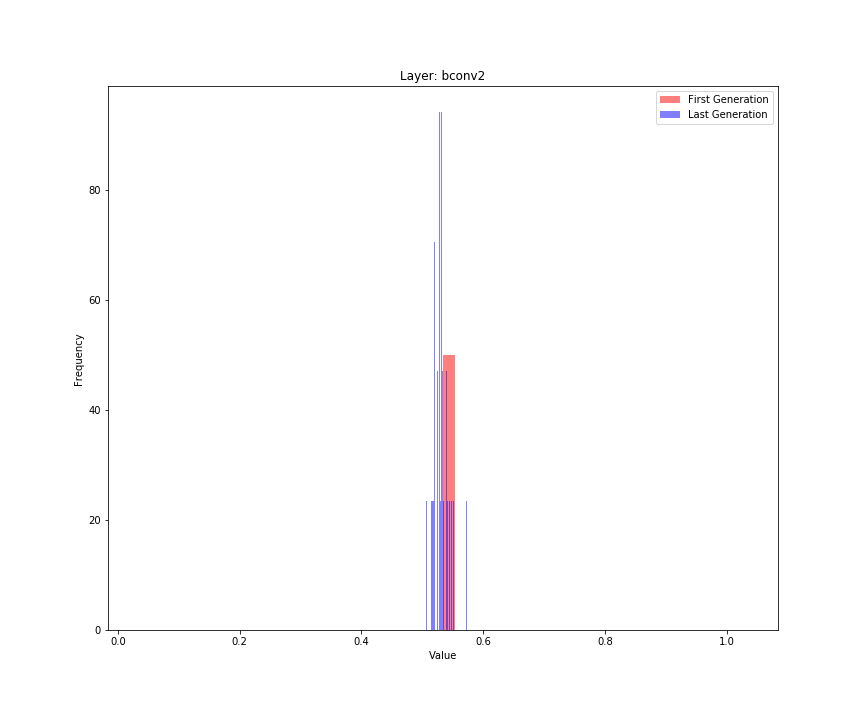 Layer: bconv2
First Generation
Last Generation
Frequency
80
60
40
20
0
0.0 0.2 0.4 0.6 0.8 1.0
Value